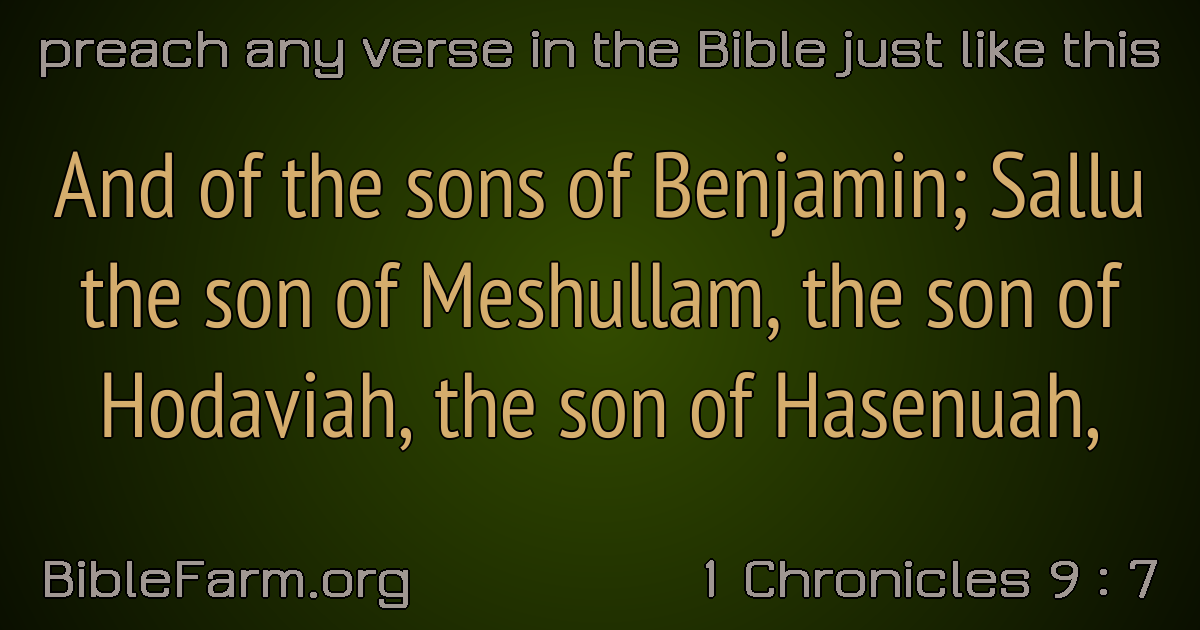 preach any verse in the Bible just like this
And of the sons of Benjamin; Sallu
the son of Meshullam, the son of
Hodaviah, the son of Hasenuah,
BibleFarm.org
1 Chronicles 9 : 7